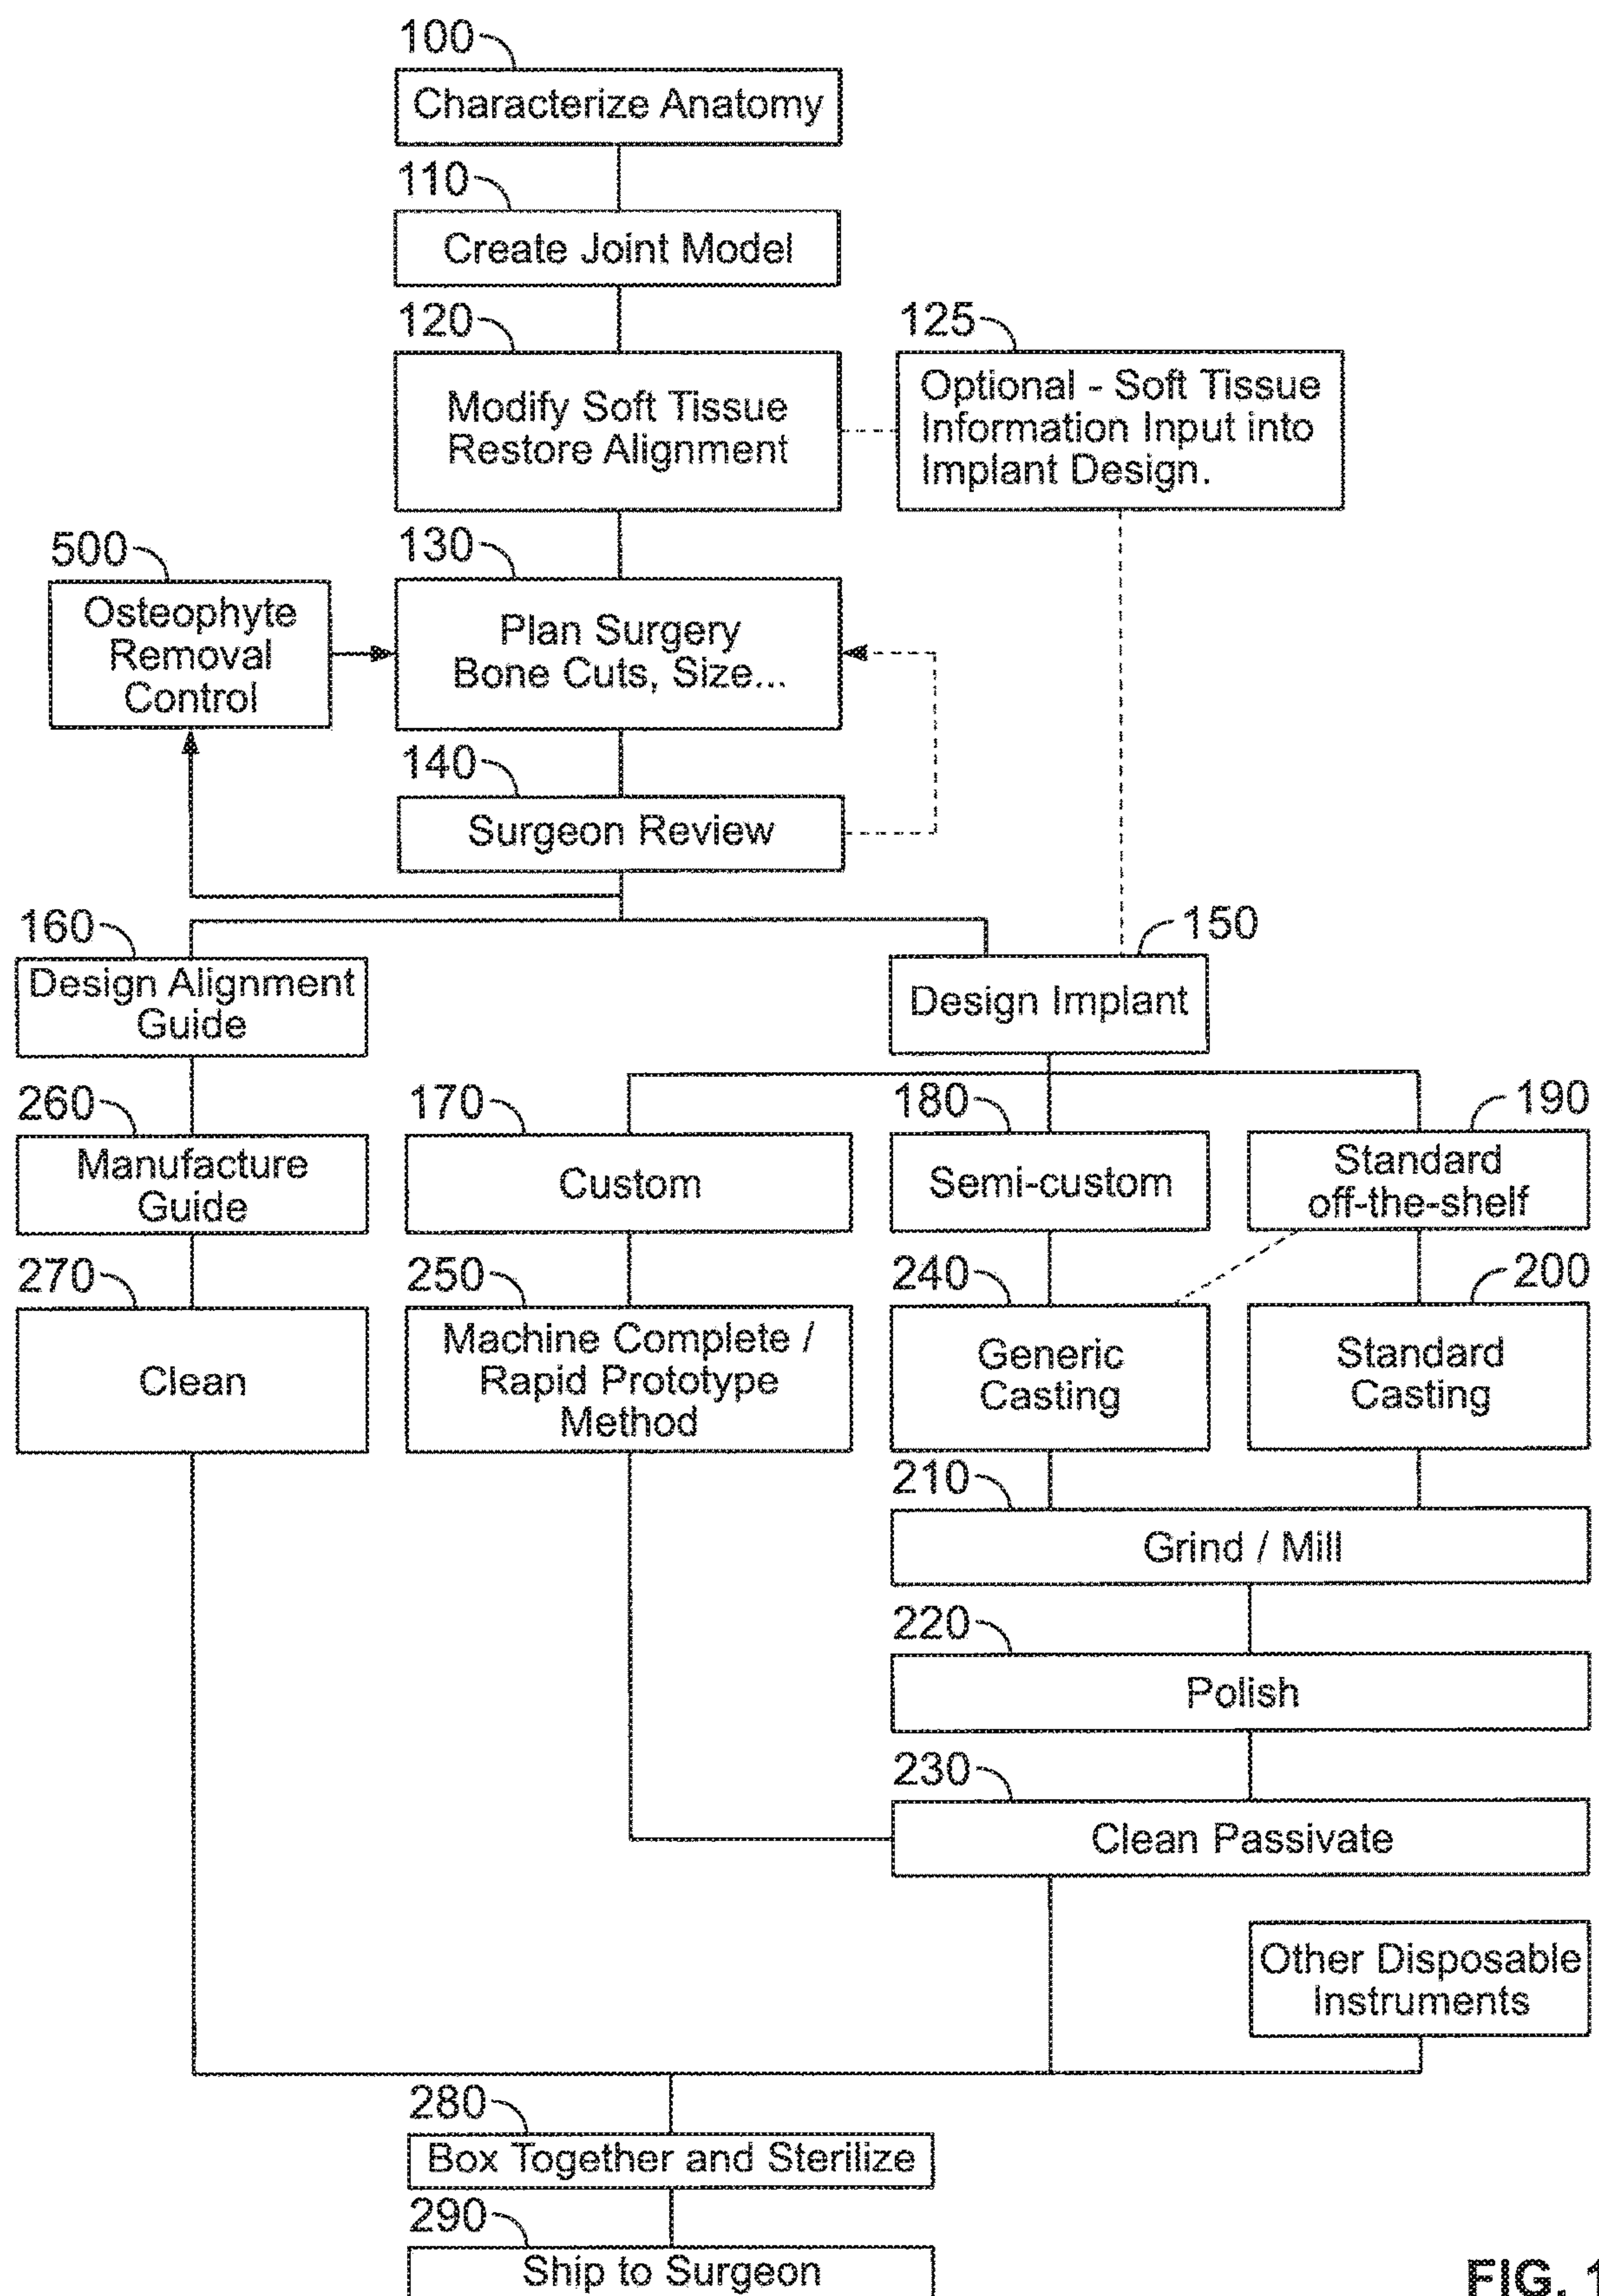 100
Characterize Anatomy
110
Create Joint Model
120
Modify Soft Tissue
Restore Alignment
125
Optional - Soft Tissue
Information Input into
Implant Design.
500
Osteophyte
Removal
Control
130
Plan Surgery
Bone Cuts, Size...
140
Surgeon Review
160
Design Alignment
Guide
150
Design Implant
260
Manufacture
Guide
170
Custom
180
Semi-custom
190
Standard
off-the-shelf
270
Clean
250
Machine Complete /
Rapid Prototype
Method
240
Generic
Casting
200
Standard
Casting
210
Grind / Mill
220
Polish
230
Clean Passivate
Other Disposable
Instruments
280
Box Together and Sterilize
290
Ship to Surgeon
FIG. 1